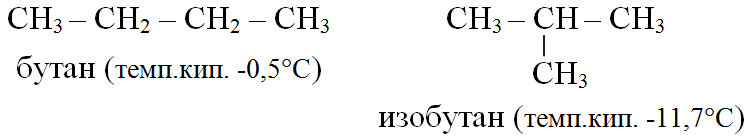 CH₃ – CH₂ – CH₂ – CH₃
бутан (темп.кип. -0,5°C)
CH₃ – CH – CH₃
|
CH₃
изобутан (темп.кип. -11,7°C)